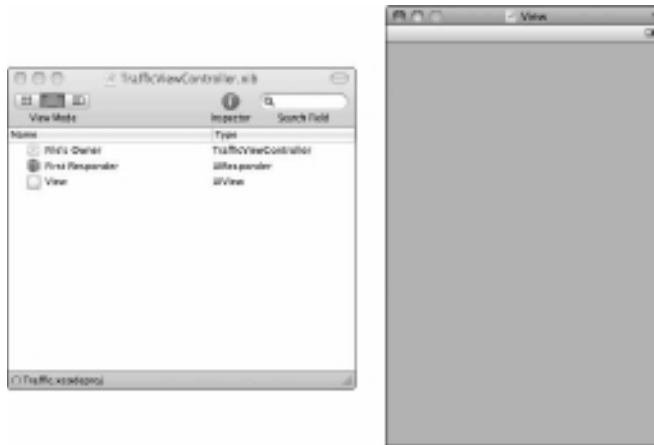 TrafficViewController.xib
View Mode Inspector Search Field
Name Type
File's Owner TrafficViewController
First Responder UIResponder
View UIView
Traffic.xcodeproj
View